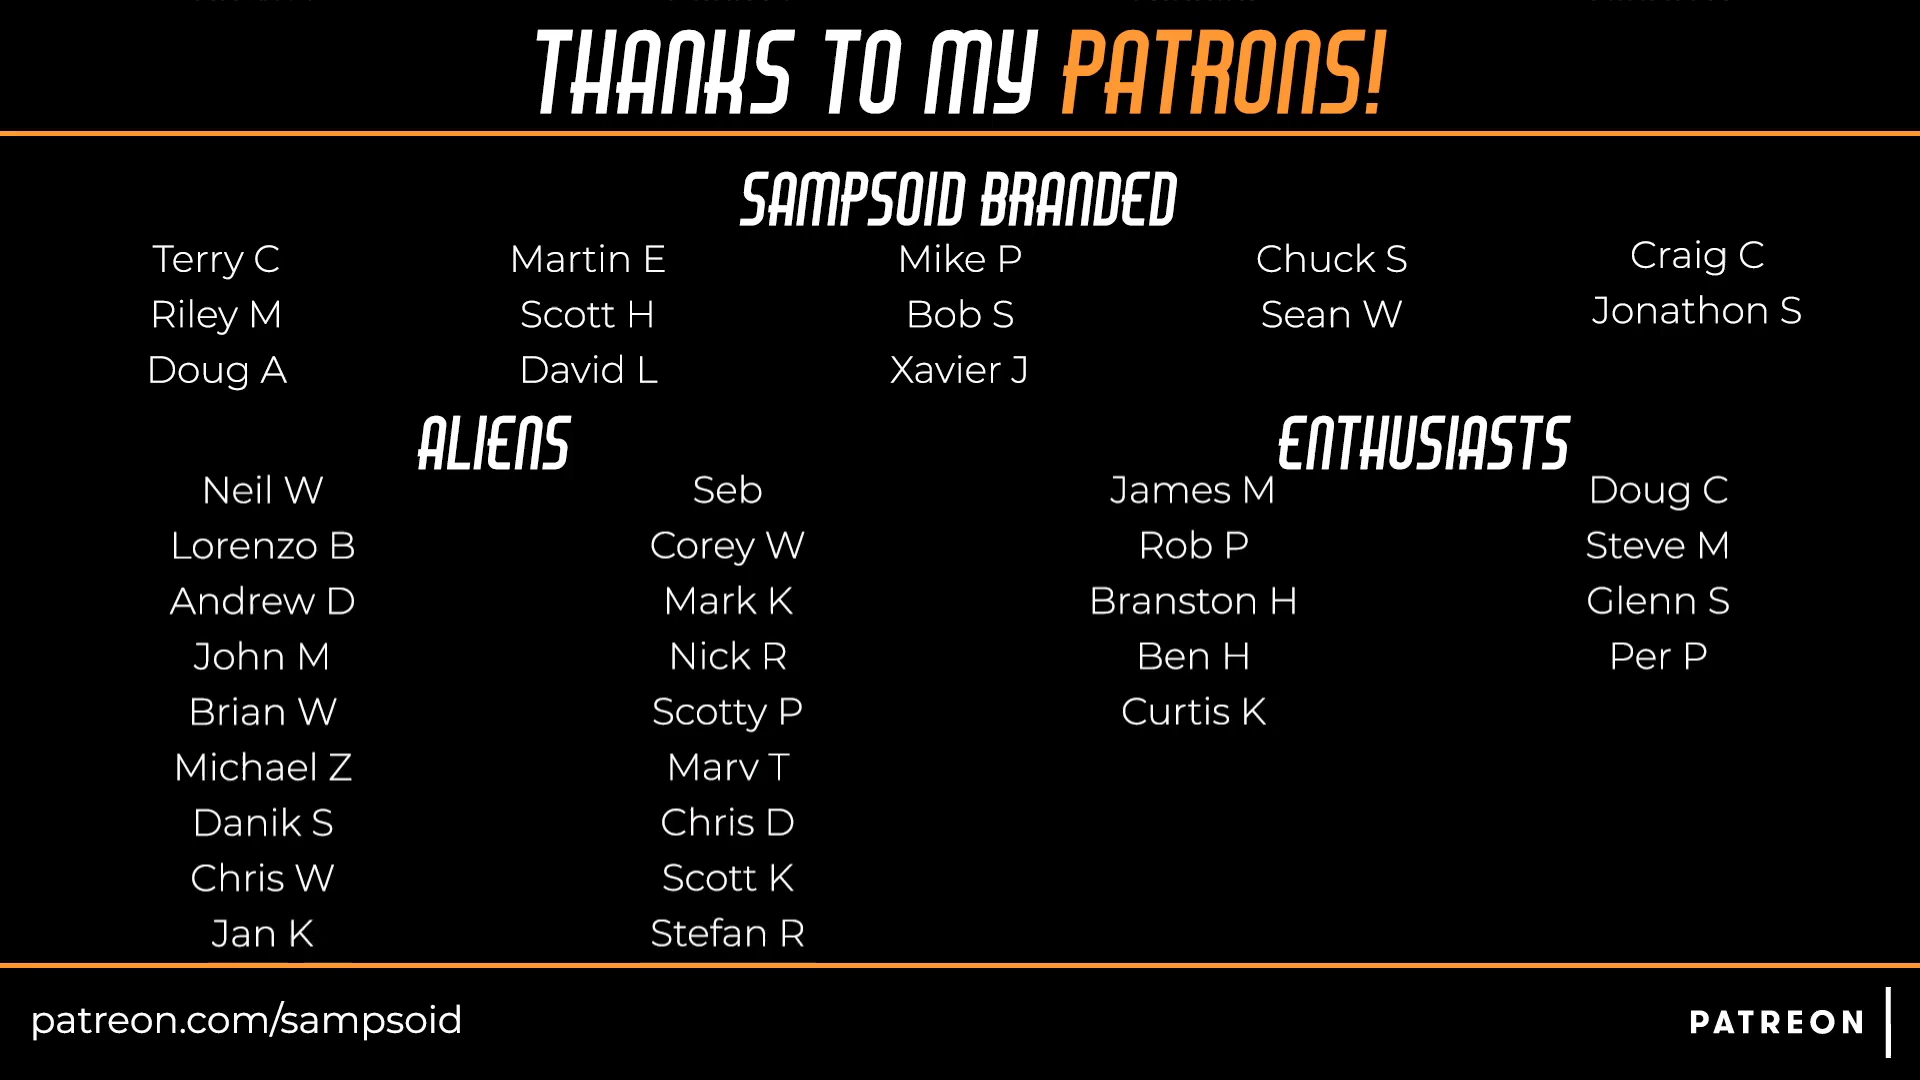 THANKS TO MY PATRONS!
SAMPSOID BRANDED
Terry C Martin E Mike P Chuck S Craig C
Riley M Scott H Bob S Sean W Jonathon S
Doug A David L Xavier J
ALIENS ENTHUSIASTS
Neil W Seb James M Doug C
Lorenzo B Corey W Rob P Steve M
Andrew D Mark K Branston H Glenn S
John M Nick R Ben H Per P
Brian W Scotty P Curtis K
Michael Z Marv T
Danik S Chris D
Chris W Scott K
Jan K Stefan R
patreon.com/sampsoid PATREON